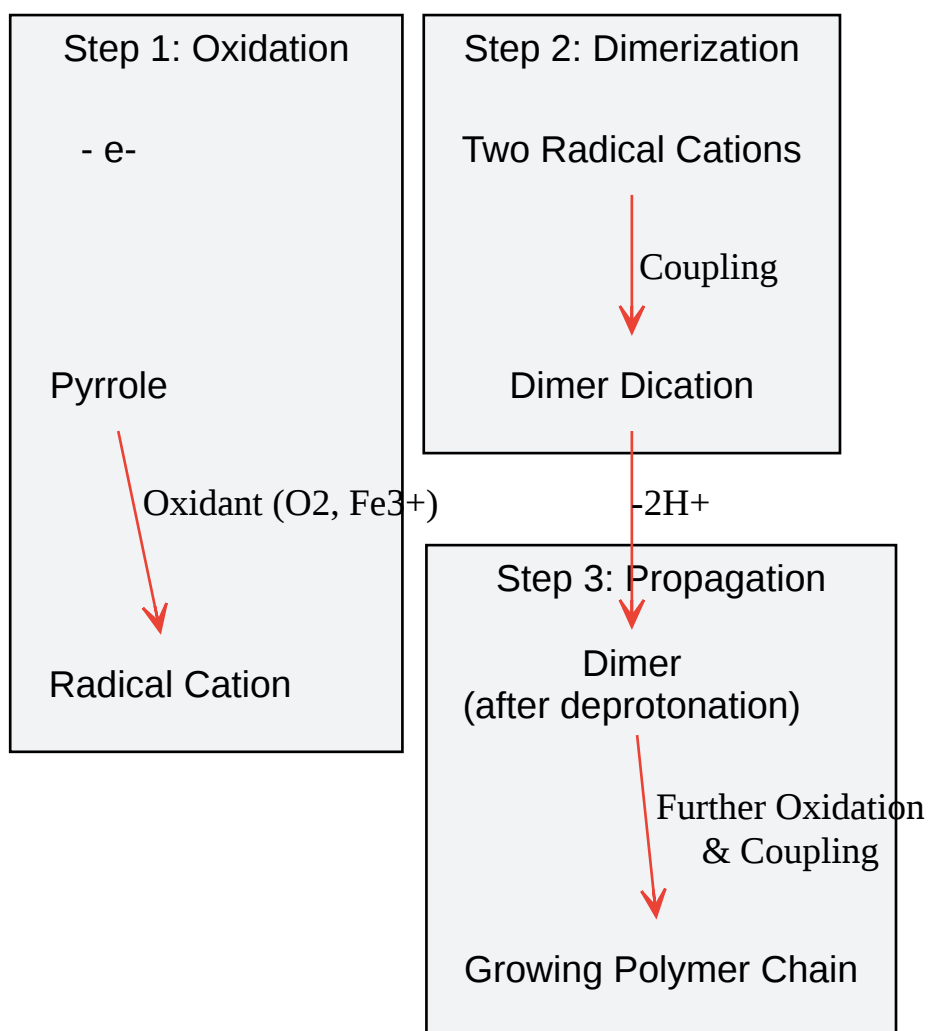 Step 1: Oxidation
- e-
Pyrrole
Oxidant (O2, Fe3+)
Radical Cation
Step 2: Dimerization
Two Radical Cations
Coupling
Dimer Dication
-2H+
Step 3: Propagation
Dimer
(after deprotonation)
Further Oxidation
& Coupling
Growing Polymer Chain